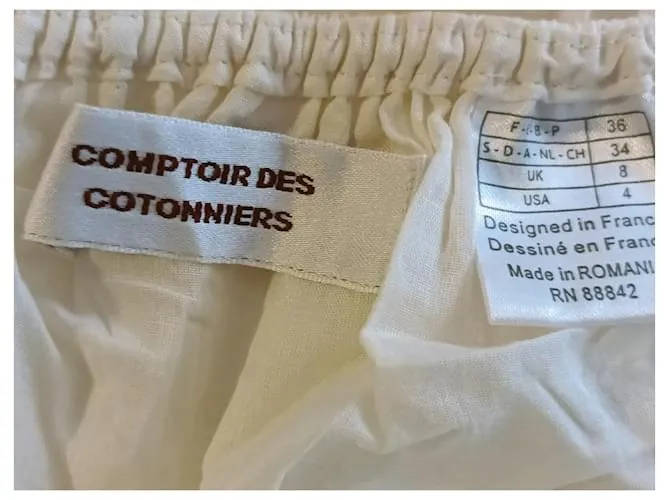 COMPTOIR DES
COTONNIERS
F - B - P 36
S - D - A - NL - CH 34
UK 8
USA 4
Designed in Franc
Dessiné en Franc
Made in ROMANI
RN 88842